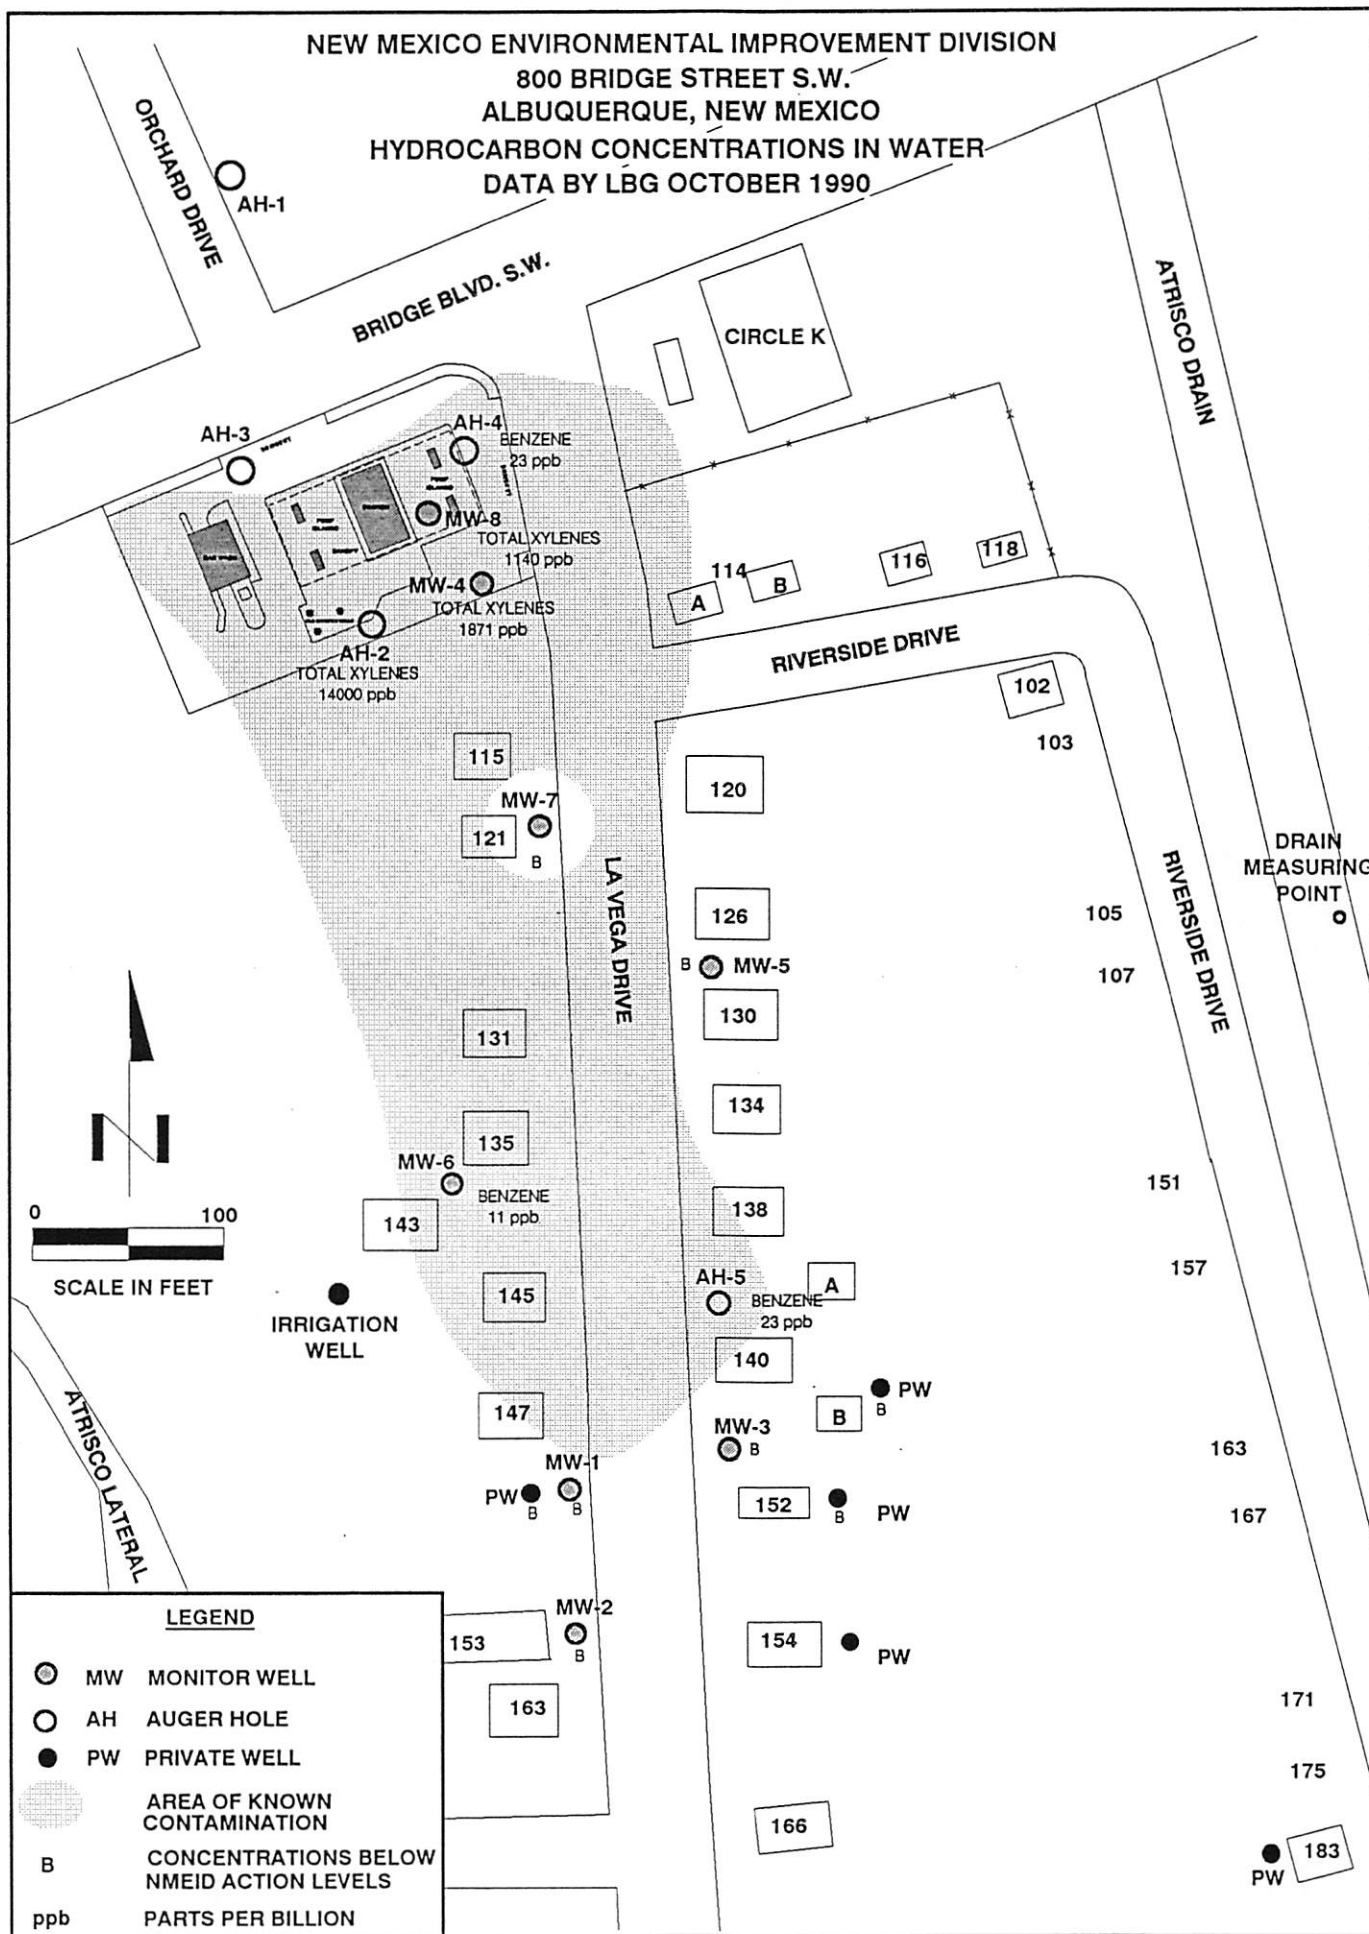 NEW MEXICO ENVIRONMENTAL IMPROVEMENT DIVISION
800 BRIDGE STREET S.W.
ALBUQUERQUE, NEW MEXICO
HYDROCARBON CONCENTRATIONS IN WATER
DATA BY LBG OCTOBER 1990
ORCHARD DRIVE
AH-1
BRIDGE BLVD. S.W.
CIRCLE K
ATRISCO DRAIN
AH-3
AH-4
BENZENE
23 ppb
MW-8
TOTAL XYLENES
1140 ppb
MW-4
TOTAL XYLENES
1871 ppb
AH-2
TOTAL XYLENES
14000 ppb
114
A
B
116
118
RIVERSIDE DRIVE
102
103
115
120
MW-7
121
B
LA VEGA DRIVE
126
B
MW-5
130
105
107
RIVERSIDE DRIVE
DRAIN
MEASURING
POINT
131
134
135
MW-6
BENZENE
11 ppb
143
138
151
N
0
100
SCALE IN FEET
157
AH-5
BENZENE
23 ppb
A
145
IRRIGATION
WELL
140
ATRISCO LATERAL
147
B
PW
B
MW-3
B
163
MW-1
PW
B
B
152
B
PW
167
MW-2
B
153
154
PW
163
171
175
166
PW
183
LEGEND
MW MONITOR WELL
AH AUGER HOLE
PW PRIVATE WELL
AREA OF KNOWN
CONTAMINATION
B CONCENTRATIONS BELOW
NMEID ACTION LEVELS
ppb PARTS PER BILLION